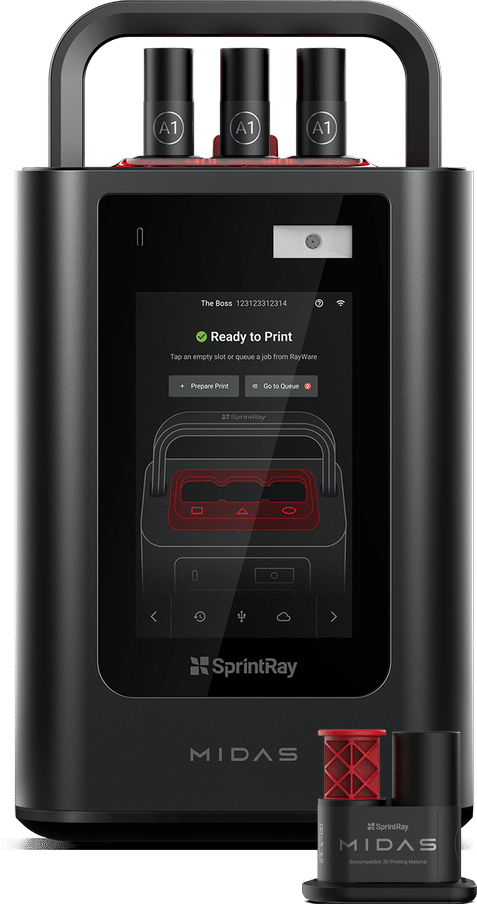 A1
A1
A1
The Boss 123123312314
Ready to Print
Tap an empty slot or queue a job from RayWare
+ Prepare Print
Go to Queue
SprintRay
SprintRay
MIDAS
SprintRay
MIDAS
Biocompatible 3D Printing Material